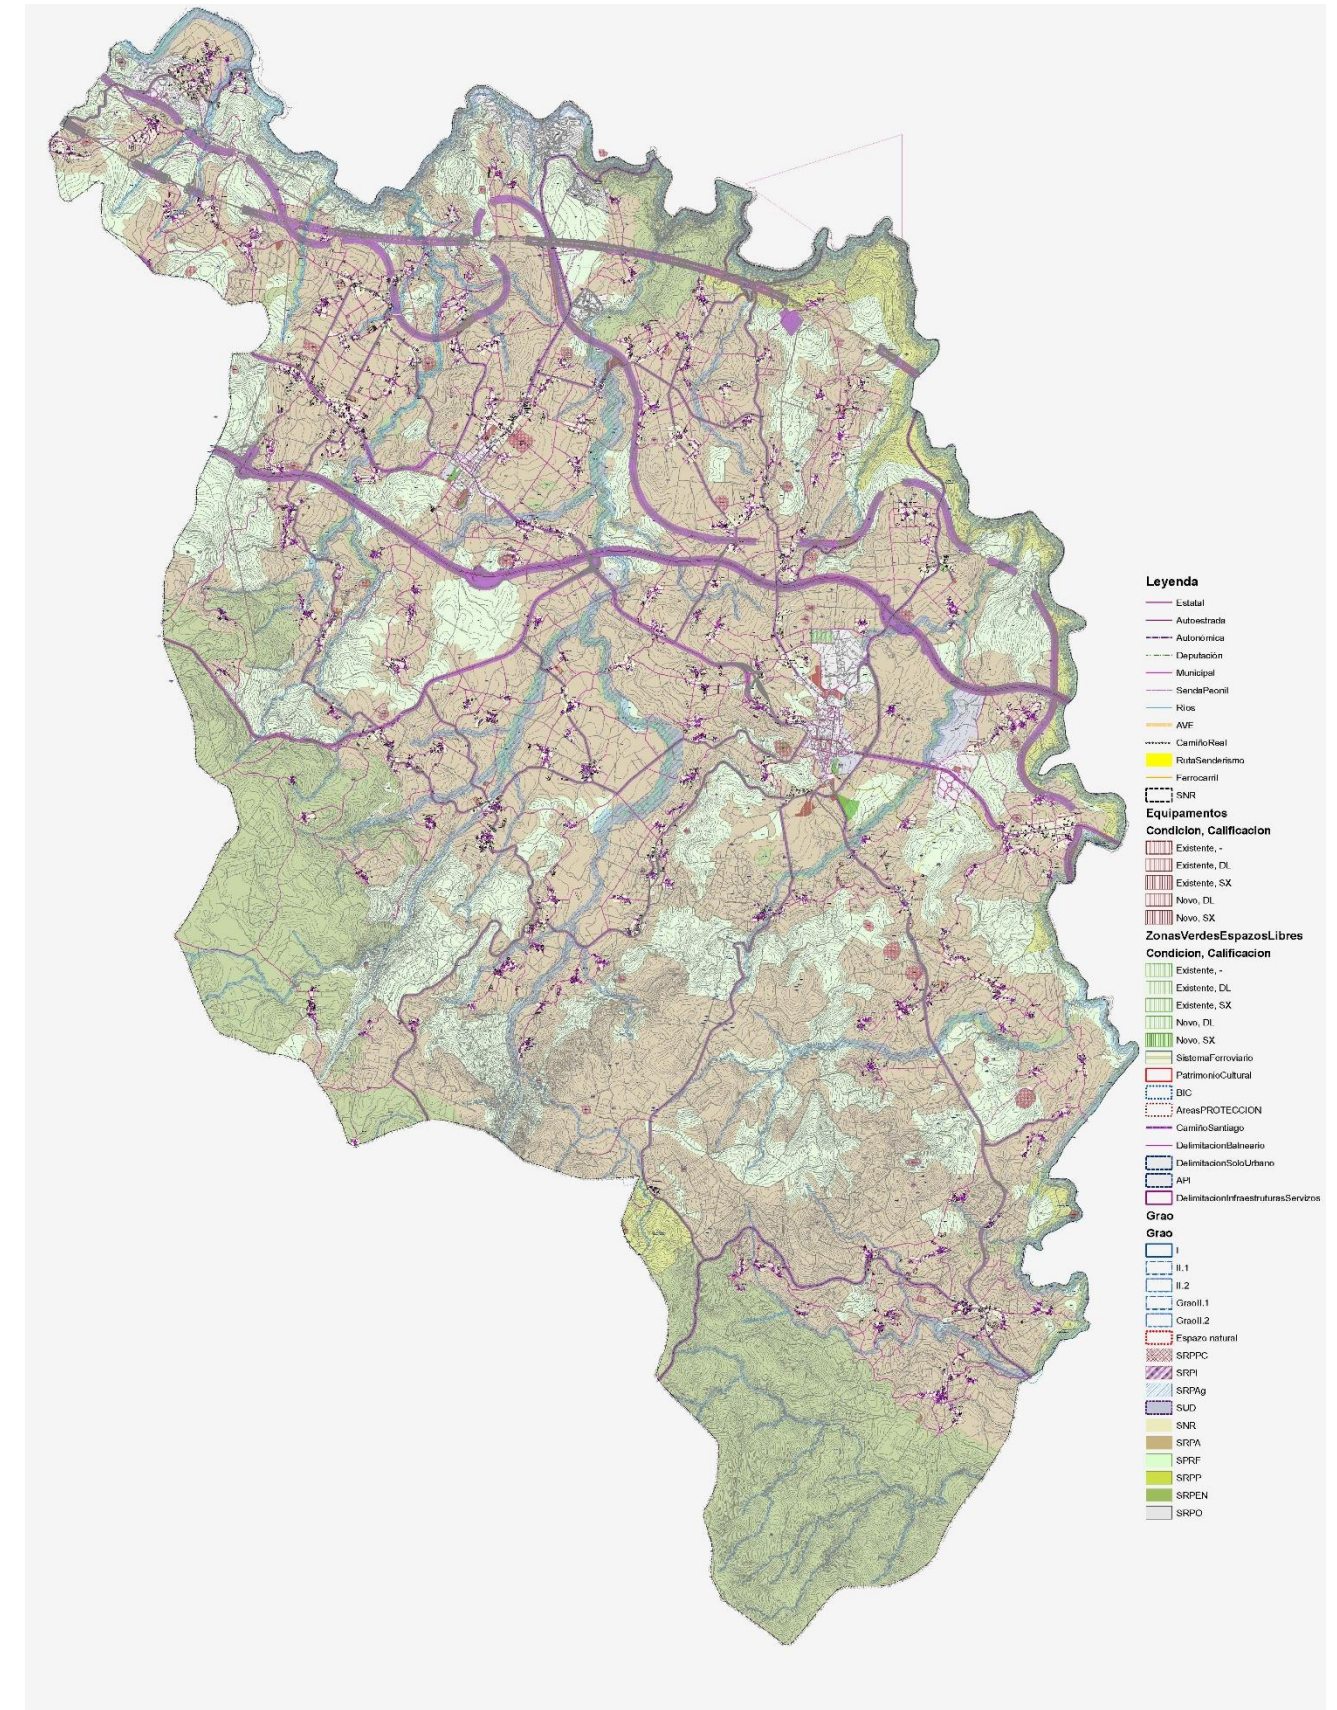 Leyenda
Estatal
Autoestrada
Autonómica
Deputación
Municipal
SendaPeonil
Rios
AVE
CamiñoReal
RutaSenderismo
Ferrocarril
SNR
Equipamentos
Condicion, Calificacion
Existente, -
Existente, DL
Existente, SX
Novo, DL
Novo, SX
ZonasVerdesEspazosLibres
Condicion, Calificacion
Existente, -
Existente, DL
Existente, SX
Novo, DL
Novo, SX
SistemaFerroviario
PatrimonioCultural
BIC
AreasPROTECCION
CamiñoSantiago
DelimitacionBalneario
DelimitacionSoloUrbano
API
DelimitacionInfraestruturasServizos
Grao
Grao
I
II.1
II.2
GraoII.1
GraoII.2
Espazo natural
SRPPC
SRPI
SRPAg
SUD
SNR
SRPA
SPRF
SRPP
SRPEN
SRPO